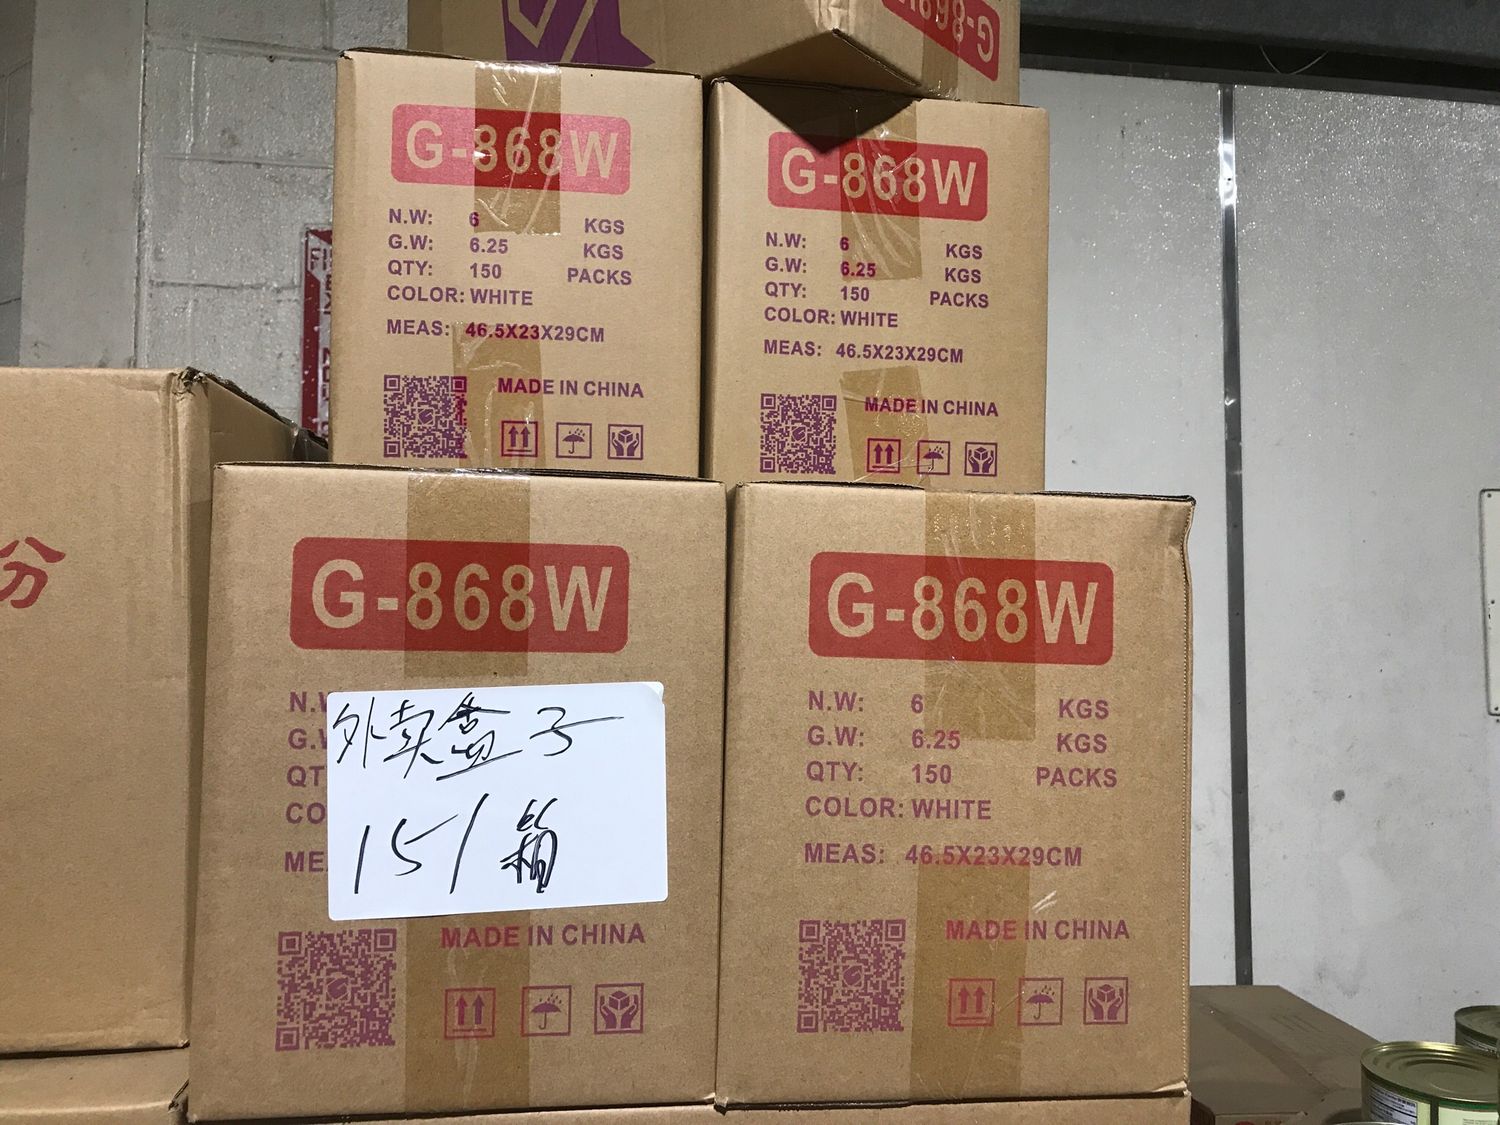 G-868W
G-868W
N.W: 6 KGS
G.W: 6.25 KGS
QTY: 150 PACKS
COLOR: WHITE
MEAS: 46.5X23X29CM
MADE IN CHINA
G-868W
N.W: 6 KGS
G.W: 6.25 KGS
QTY: 150 PACKS
COLOR: WHITE
MEAS: 46.5X23X29CM
MADE IN CHINA
分
G-868W
外卖盒子
15/箱
MADE IN CHINA
G-868W
N.W: 6 KGS
G.W: 6.25 KGS
QTY: 150 PACKS
COLOR: WHITE
MEAS: 46.5X23X29CM
MADE IN CHINA